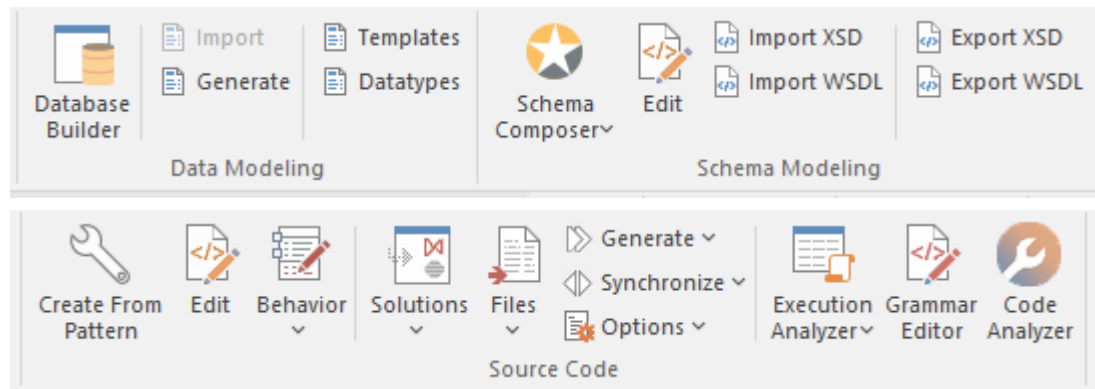 Database
Builder
Import
Generate
Templates
Datatypes
Data Modeling
Schema
Composer
Edit
Import XSD
Import WSDL
Export XSD
Export WSDL
Schema Modeling
Create From
Pattern
Edit
Behavior
Solutions
Files
Generate
Synchronize
Options
Execution
Analyzer
Grammar
Editor
Code
Analyzer
Source Code